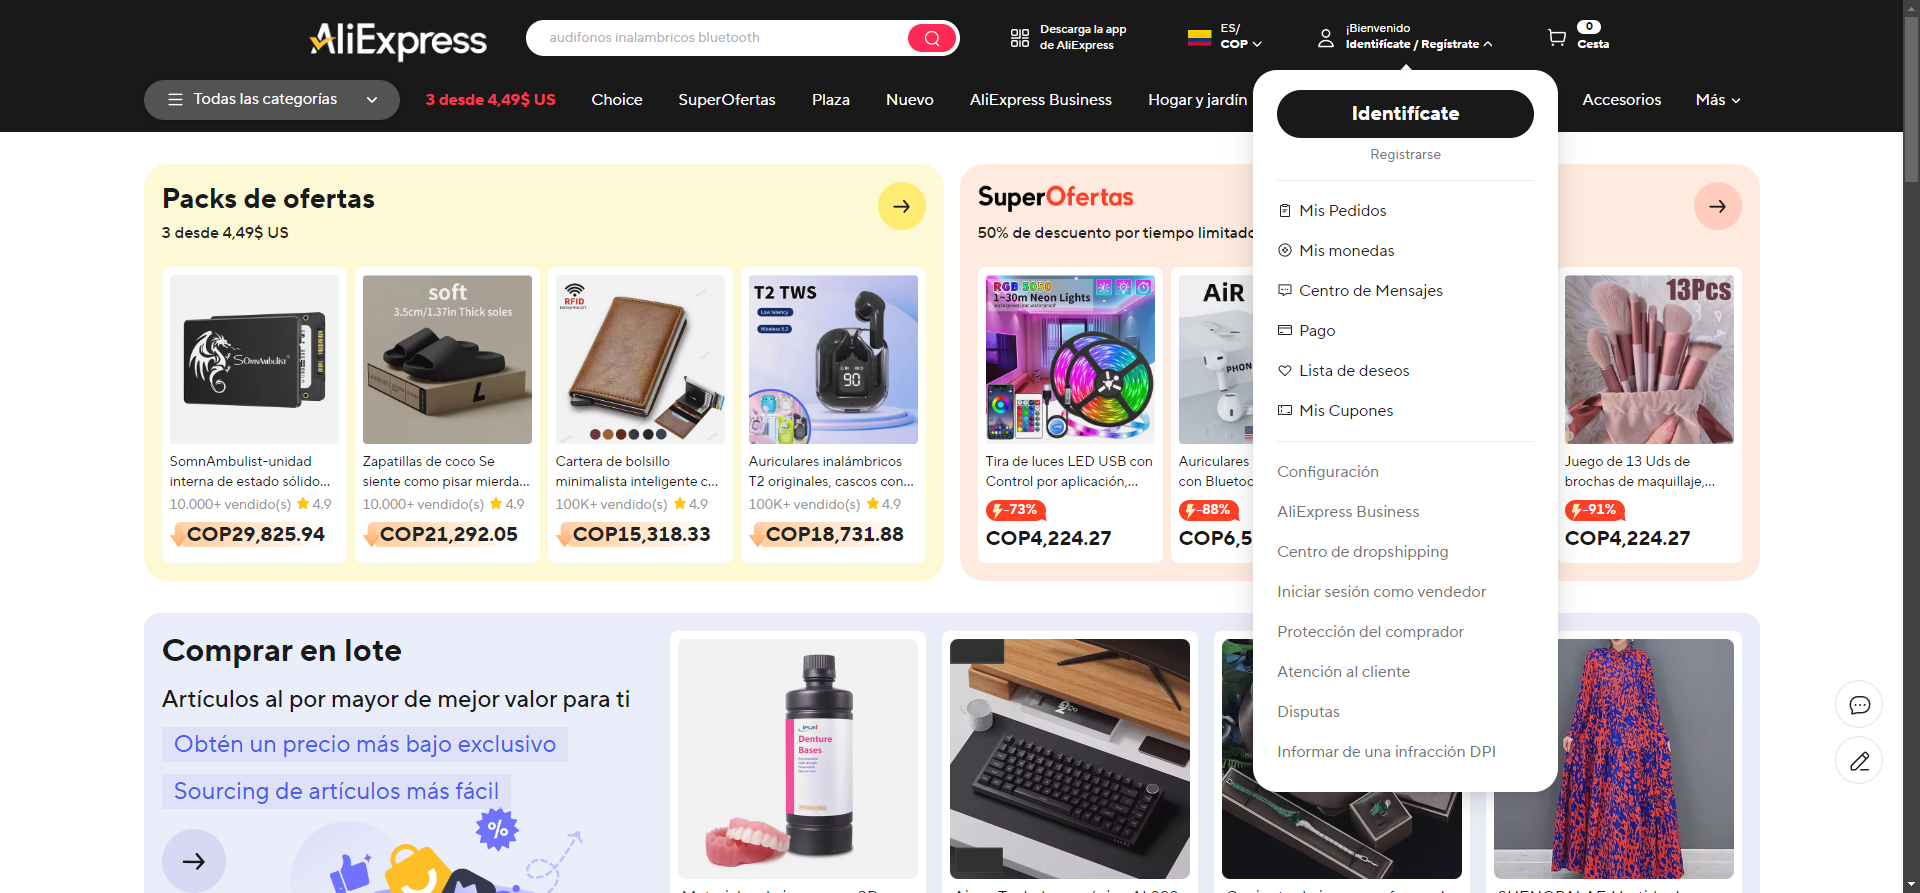 AliExpress
audifonos inalambricos bluetooth
Descarga la app
de AliExpress
ES/
COP
¡Bienvenido
Identifícate / Regístrate
0
Cesta
Todas las categorías
3 desde 4,49$ US
Choice
SuperOfertas
Plaza
Nuevo
AliExpress Business
Hogar y jardín
Accesorios
Más
Identifícate
Registrarse
Mis Pedidos
Mis monedas
Centro de Mensajes
Pago
Lista de deseos
Mis Cupones
Configuración
AliExpress Business
Centro de dropshipping
Iniciar sesión como vendedor
Protección del comprador
Atención al cliente
Disputas
Informar de una infracción DPI
Packs de ofertas
3 desde 4,49$ US
SomnAmbulist
SomnAmbulist-unidad
interna de estado sólido...
10.000+ vendido(s) 4.9
COP29,825.94
soft
3.5cm/1.37in Thick soles
Zapatillas de coco Se
siente como pisar mierda...
10.000+ vendido(s) 4.9
COP21,292.05
RFID
Cartera de bolsillo
minimalista inteligente c...
100K+ vendido(s) 4.9
COP15,318.33
T2 TWS
Low latency
Wireless 5.2
90
Auriculares inalámbricos
T2 originales, cascos con...
100K+ vendido(s) 4.9
COP18,731.88
SuperOfertas
50% de descuento por tiempo limitado
RGB 5050
1~30m Neon Lights
Tira de luces LED USB con
Control por aplicación,...
-73%
COP4,224.27
AiR
PHON
Auriculares
con Bluetoo
-88%
COP6,5
13Pcs
Juego de 13 Uds de
brochas de maquillaje,...
-91%
COP4,224.27
Comprar en lote
Artículos al por mayor de mejor valor para ti
Obtén un precio más bajo exclusivo
Sourcing de artículos más fácil
%
Denture
Bases